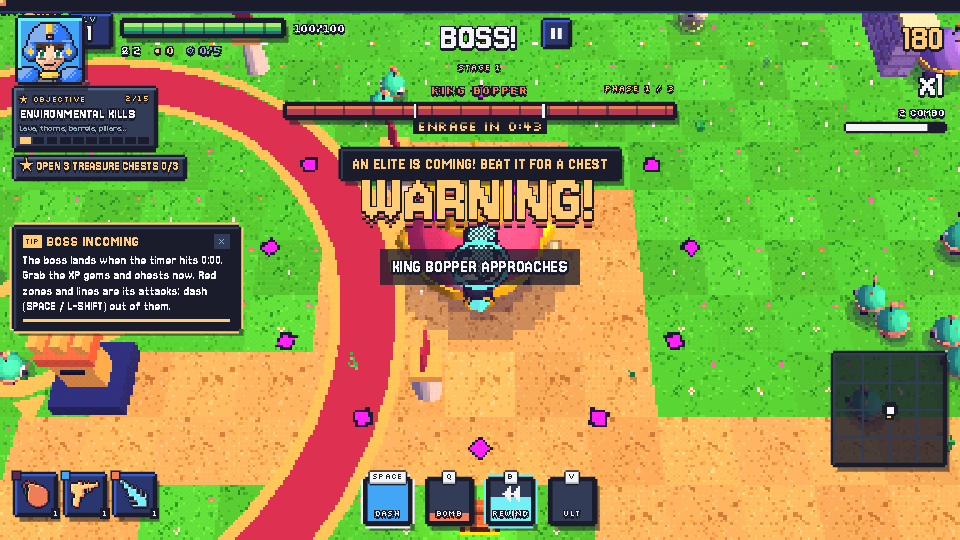 LV
1
100/100
22
0
0/5
BOSS!
180
STAGE 1
KING BOPPER
PHASE 1 / 3
X1
2 COMBO
ENRAGE IN 0:43
OBJECTIVE
2/15
ENVIRONMENTAL KILLS
Lava, thorns, barrels, pillars...
OPEN 3 TREASURE CHESTS 0/3
AN ELITE IS COMING! BEAT IT FOR A CHEST
WARNING!
KING BOPPER APPROACHES
TIP BOSS INCOMING
The boss lands when the timer hits 0:00.
Grab the XP gems and chests now. Red
zones and lines are its attacks: dash
(SPACE / L-SHIFT) out of them.
1
1
1
SPACE
DASH
Q
BOMB
R
REWIND
V
ULT